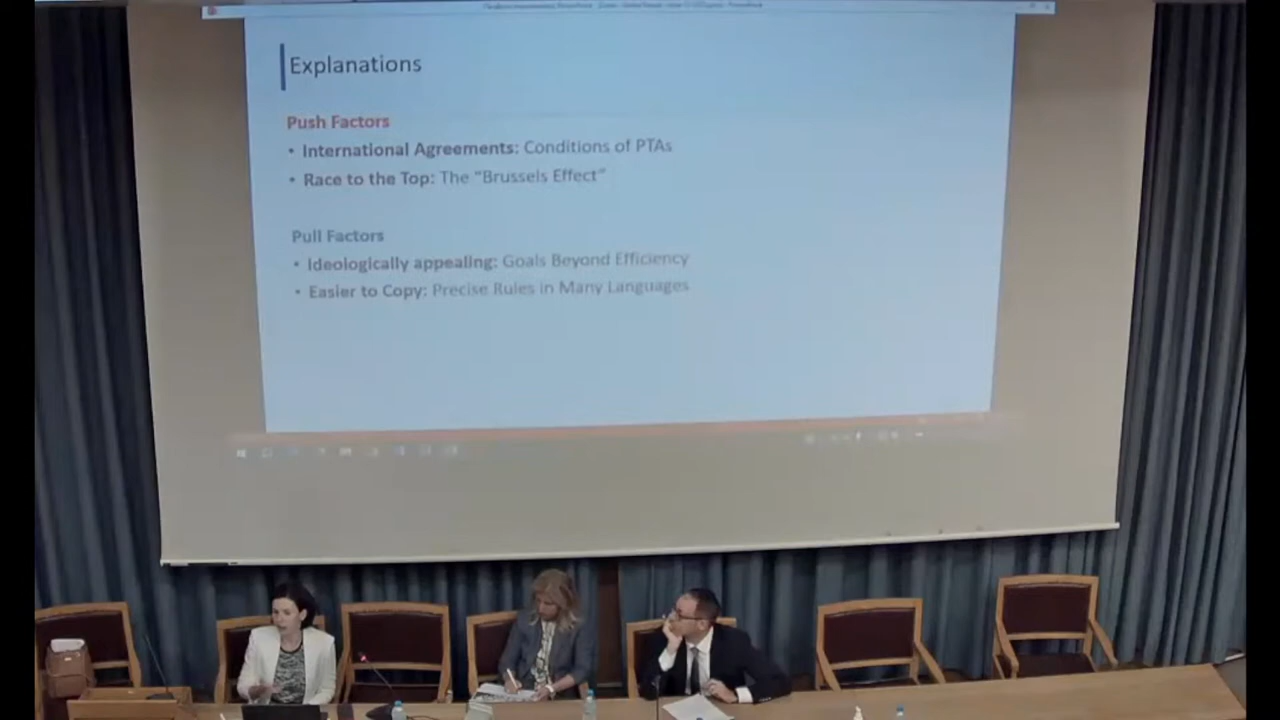 Explanations
Push Factors
• International Agreements: Conditions of PTAs
• Race to the Top: The "Brussels Effect"
Pull Factors
• Ideologically appealing: Goals Beyond Efficiency
• Easier to Copy: Precise Rules in Many Languages